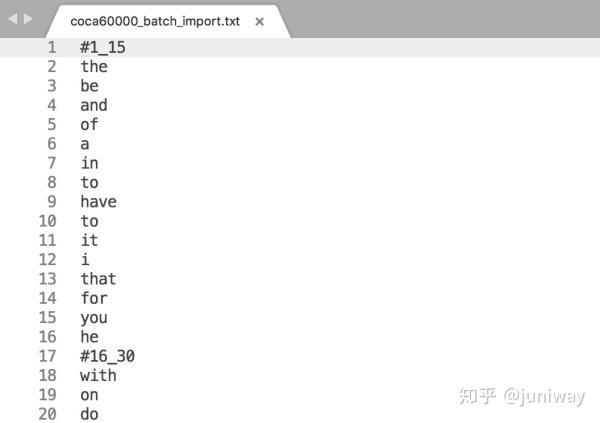 coca60000_batch_import.txt ×
1 #1_15
2 the
3 be
4 and
5 of
6 a
7 in
8 to
9 have
10 to
11 it
12 i
13 that
14 for
15 you
16 he
17 #16_30
18 with
19 on
20 do
知乎 @juniway